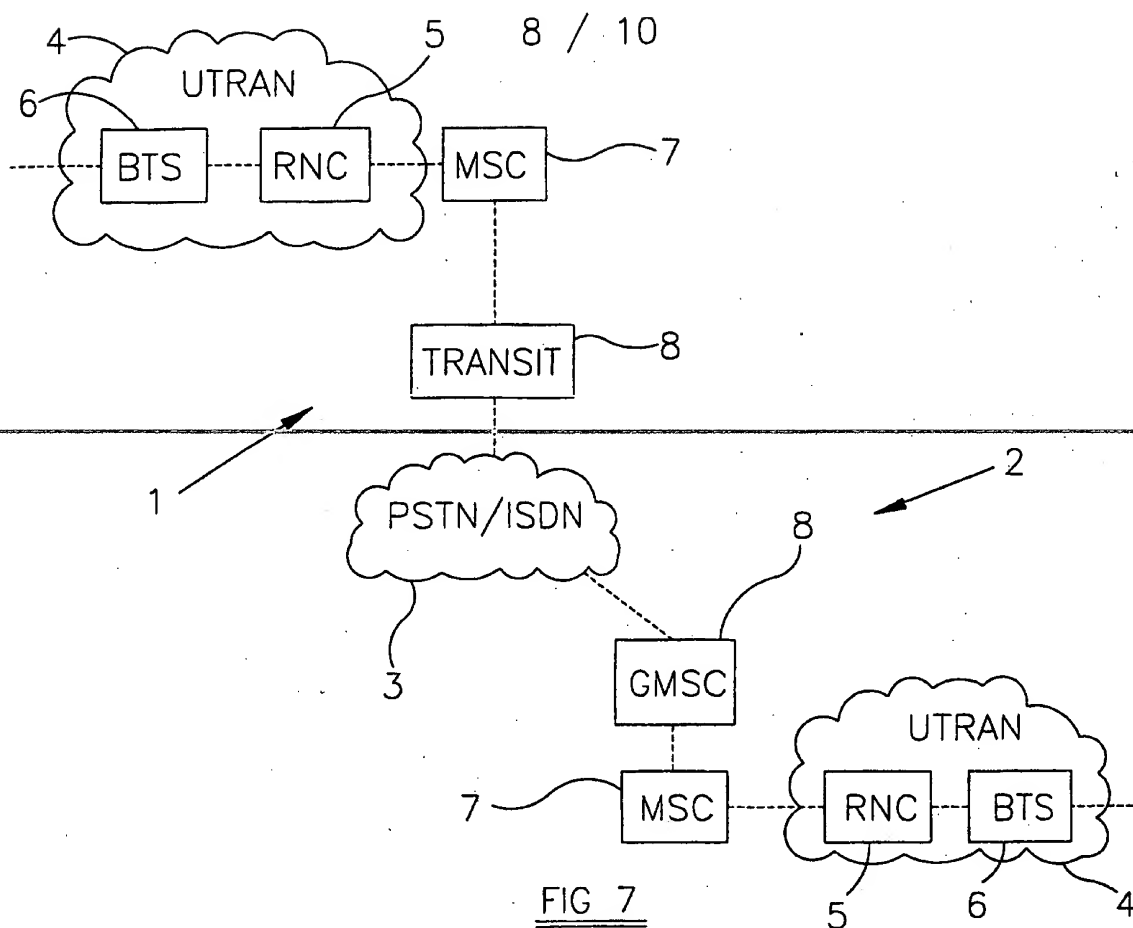 4
5
8 / 10
UTRAN
6
BTS
RNC
MSC
7
TRANSIT
8
1
2
PSTN/ISDN
8
3
GMSC
UTRAN
7
MSC
RNC
BTS
5
6
4
FIG 7